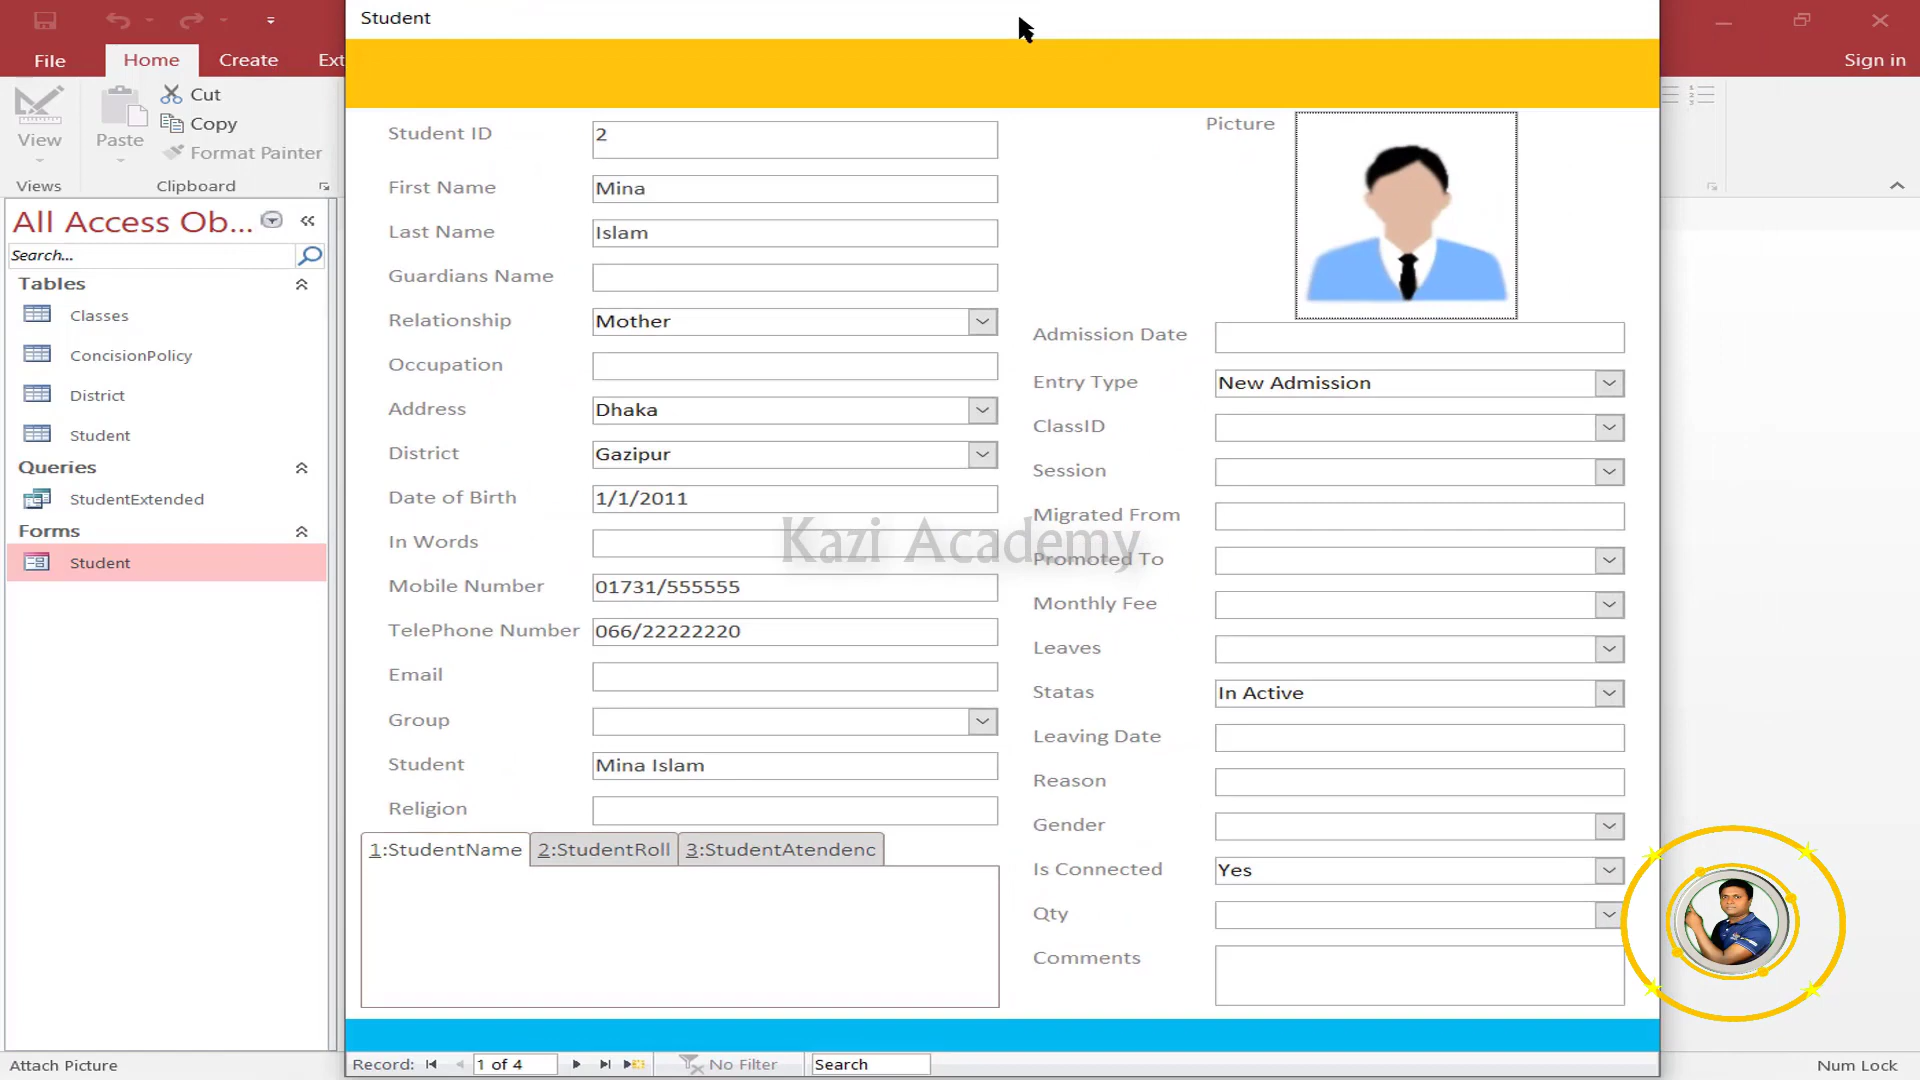 Student
File
Home
Create
Ext
Sign in
View
Paste
Cut
Copy
Format Painter
Views
Clipboard
All Access Ob...
Search...
Tables
Classes
ConcisionPolicy
District
Student
Queries
StudentExtended
Forms
Student
Student ID 2
First Name Mina
Last Name Islam
Guardians Name
Relationship Mother
Occupation
Address Dhaka
District Gazipur
Date of Birth 1/1/2011
In Words
Mobile Number 01731/555555
TelePhone Number 066/22222220
Email
Group
Student Mina Islam
Religion
1:StudentName 2:StudentRoll 3:StudentAtendenc
Picture
Admission Date
Entry Type New Admission
ClassID
Session
Migrated From
Kazi Academy
Promoted To
Monthly Fee
Leaves
Statas In Active
Leaving Date
Reason
Gender
Is Connected Yes
Qty
Comments
Record: 1 of 4 No Filter Search
Attach Picture
Num Lock